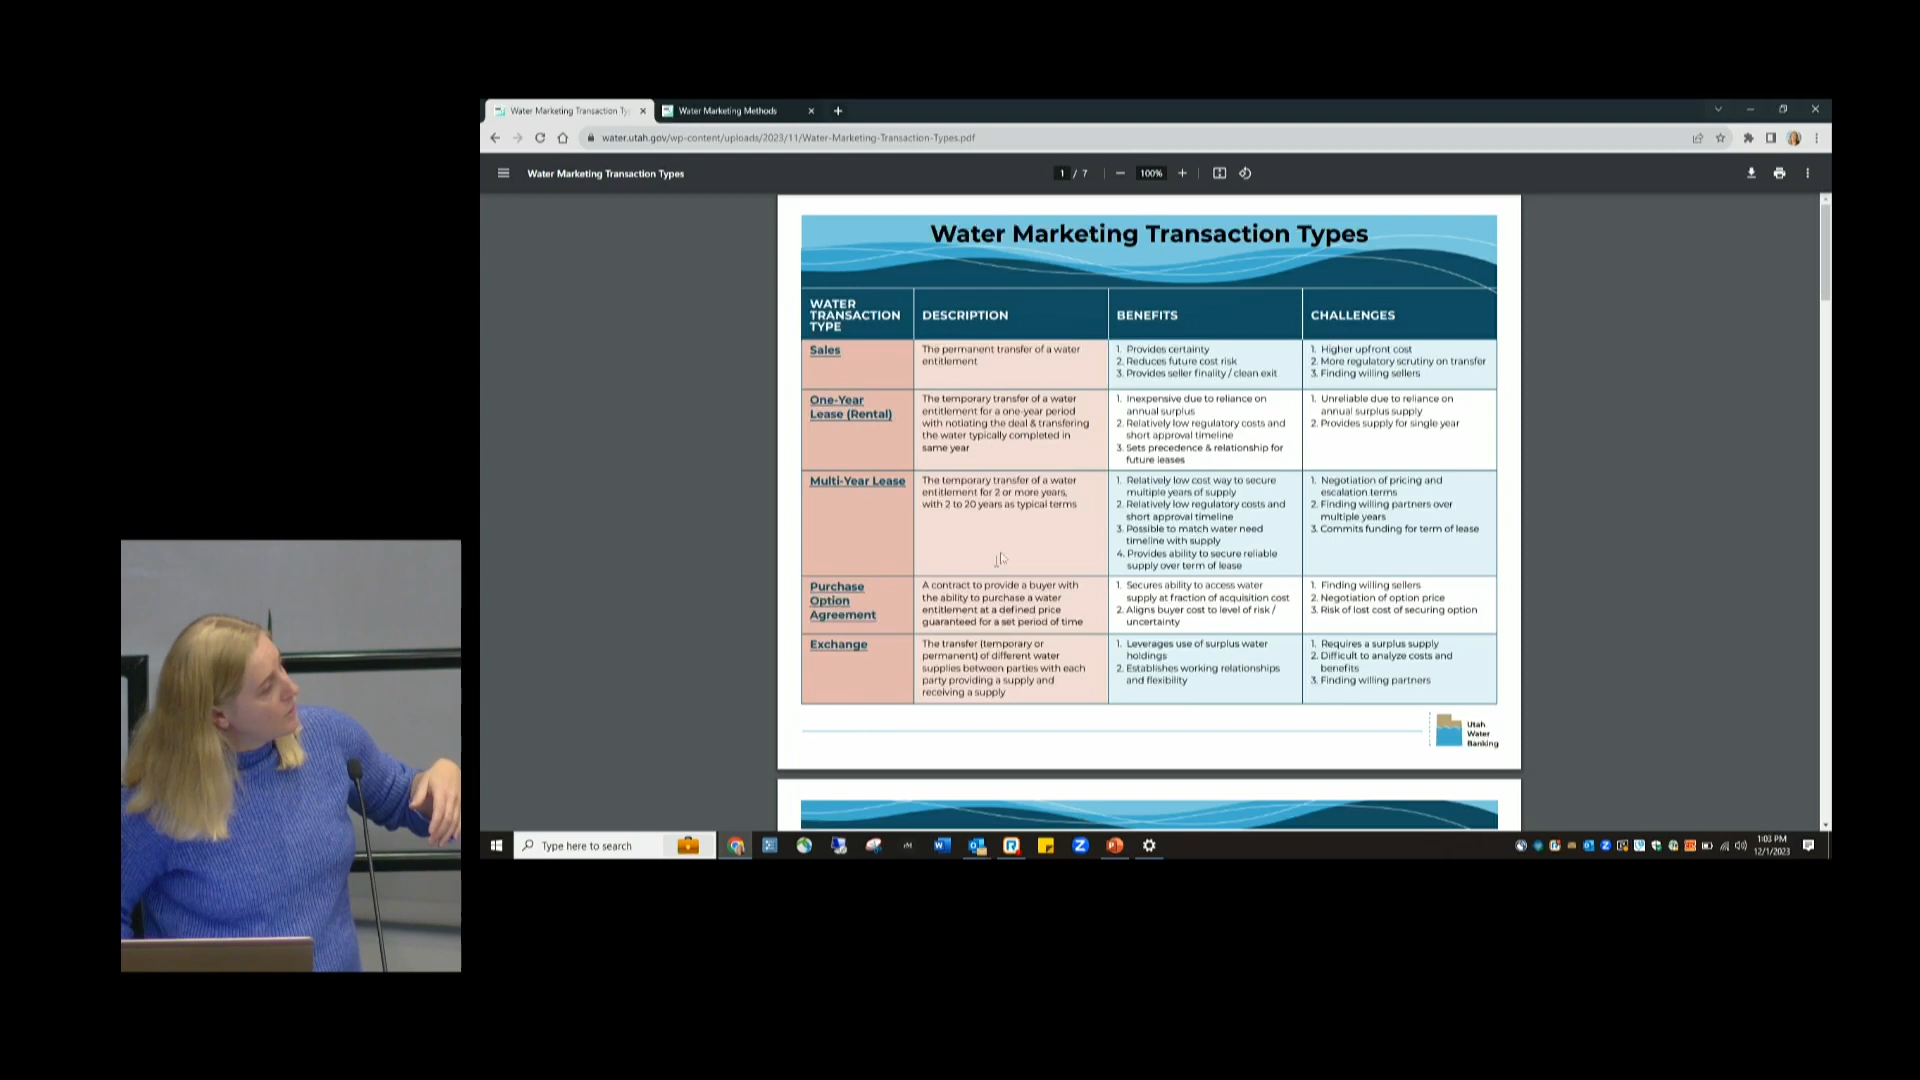 Water Marketing Transaction Ty
Water Marketing Methods
water.utah.gov/wp-content/uploads/2023/11/Water-Marketing-Transaction-Types.pdf
Water Marketing Transaction Types
1 / 7
100%
Water Marketing Transaction Types
WATER
TRANSACTION
TYPE
DESCRIPTION
BENEFITS
CHALLENGES
Sales
The permanent transfer of a water
entitlement
1. Provides certainty
2. Reduces future cost risk
3. Provides seller finality / clean exit
1. Higher upfront cost
2. More regulatory scrutiny on transfer
3. Finding willing sellers
One-Year
Lease (Rental)
The temporary transfer of a water
entitlement for a one-year period
with notiating the deal & transfering
the water typically completed in
same year
1. Inexpensive due to reliance on
annual surplus
2. Relatively low regulatory costs and
short approval timeline
3. Sets precedence & relationship for
future leases
1. Unreliable due to reliance on
annual surplus supply
2. Provides supply for single year
Multi-Year Lease
The temporary transfer of a water
entitlement for 2 or more years,
with 2 to 20 years as typical terms
1. Relatively low cost way to secure
multiple years of supply
2. Relatively low regulatory costs and
short approval timeline
3. Possible to match water need
timeline with supply
4. Provides ability to secure reliable
supply over term of lease
1. Negotiation of pricing and
escalation terms
2. Finding willing partners over
multiple years
3. Commits funding for term of lease
Purchase
Option
Agreement
A contract to provide a buyer with
the ability to purchase a water
entitlement at a defined price
guaranteed for a set period of time
1. Secures ability to access water
supply at fraction of acquisition cost
2. Aligns buyer cost to level of risk /
uncertainty
1. Finding willing sellers
2. Negotiation of option price
3. Risk of lost cost of securing option
Exchange
The transfer (temporary or
permanent) of different water
supplies between parties with each
party providing a supply and
receiving a supply
1. Leverages use of surplus water
holdings
2. Establishes working relationships
and flexibility
1. Requires a surplus supply
2. Difficult to analyze costs and
benefits
3. Finding willing partners
Utah
Water
Banking
Type here to search
1:03 PM
12/1/2023